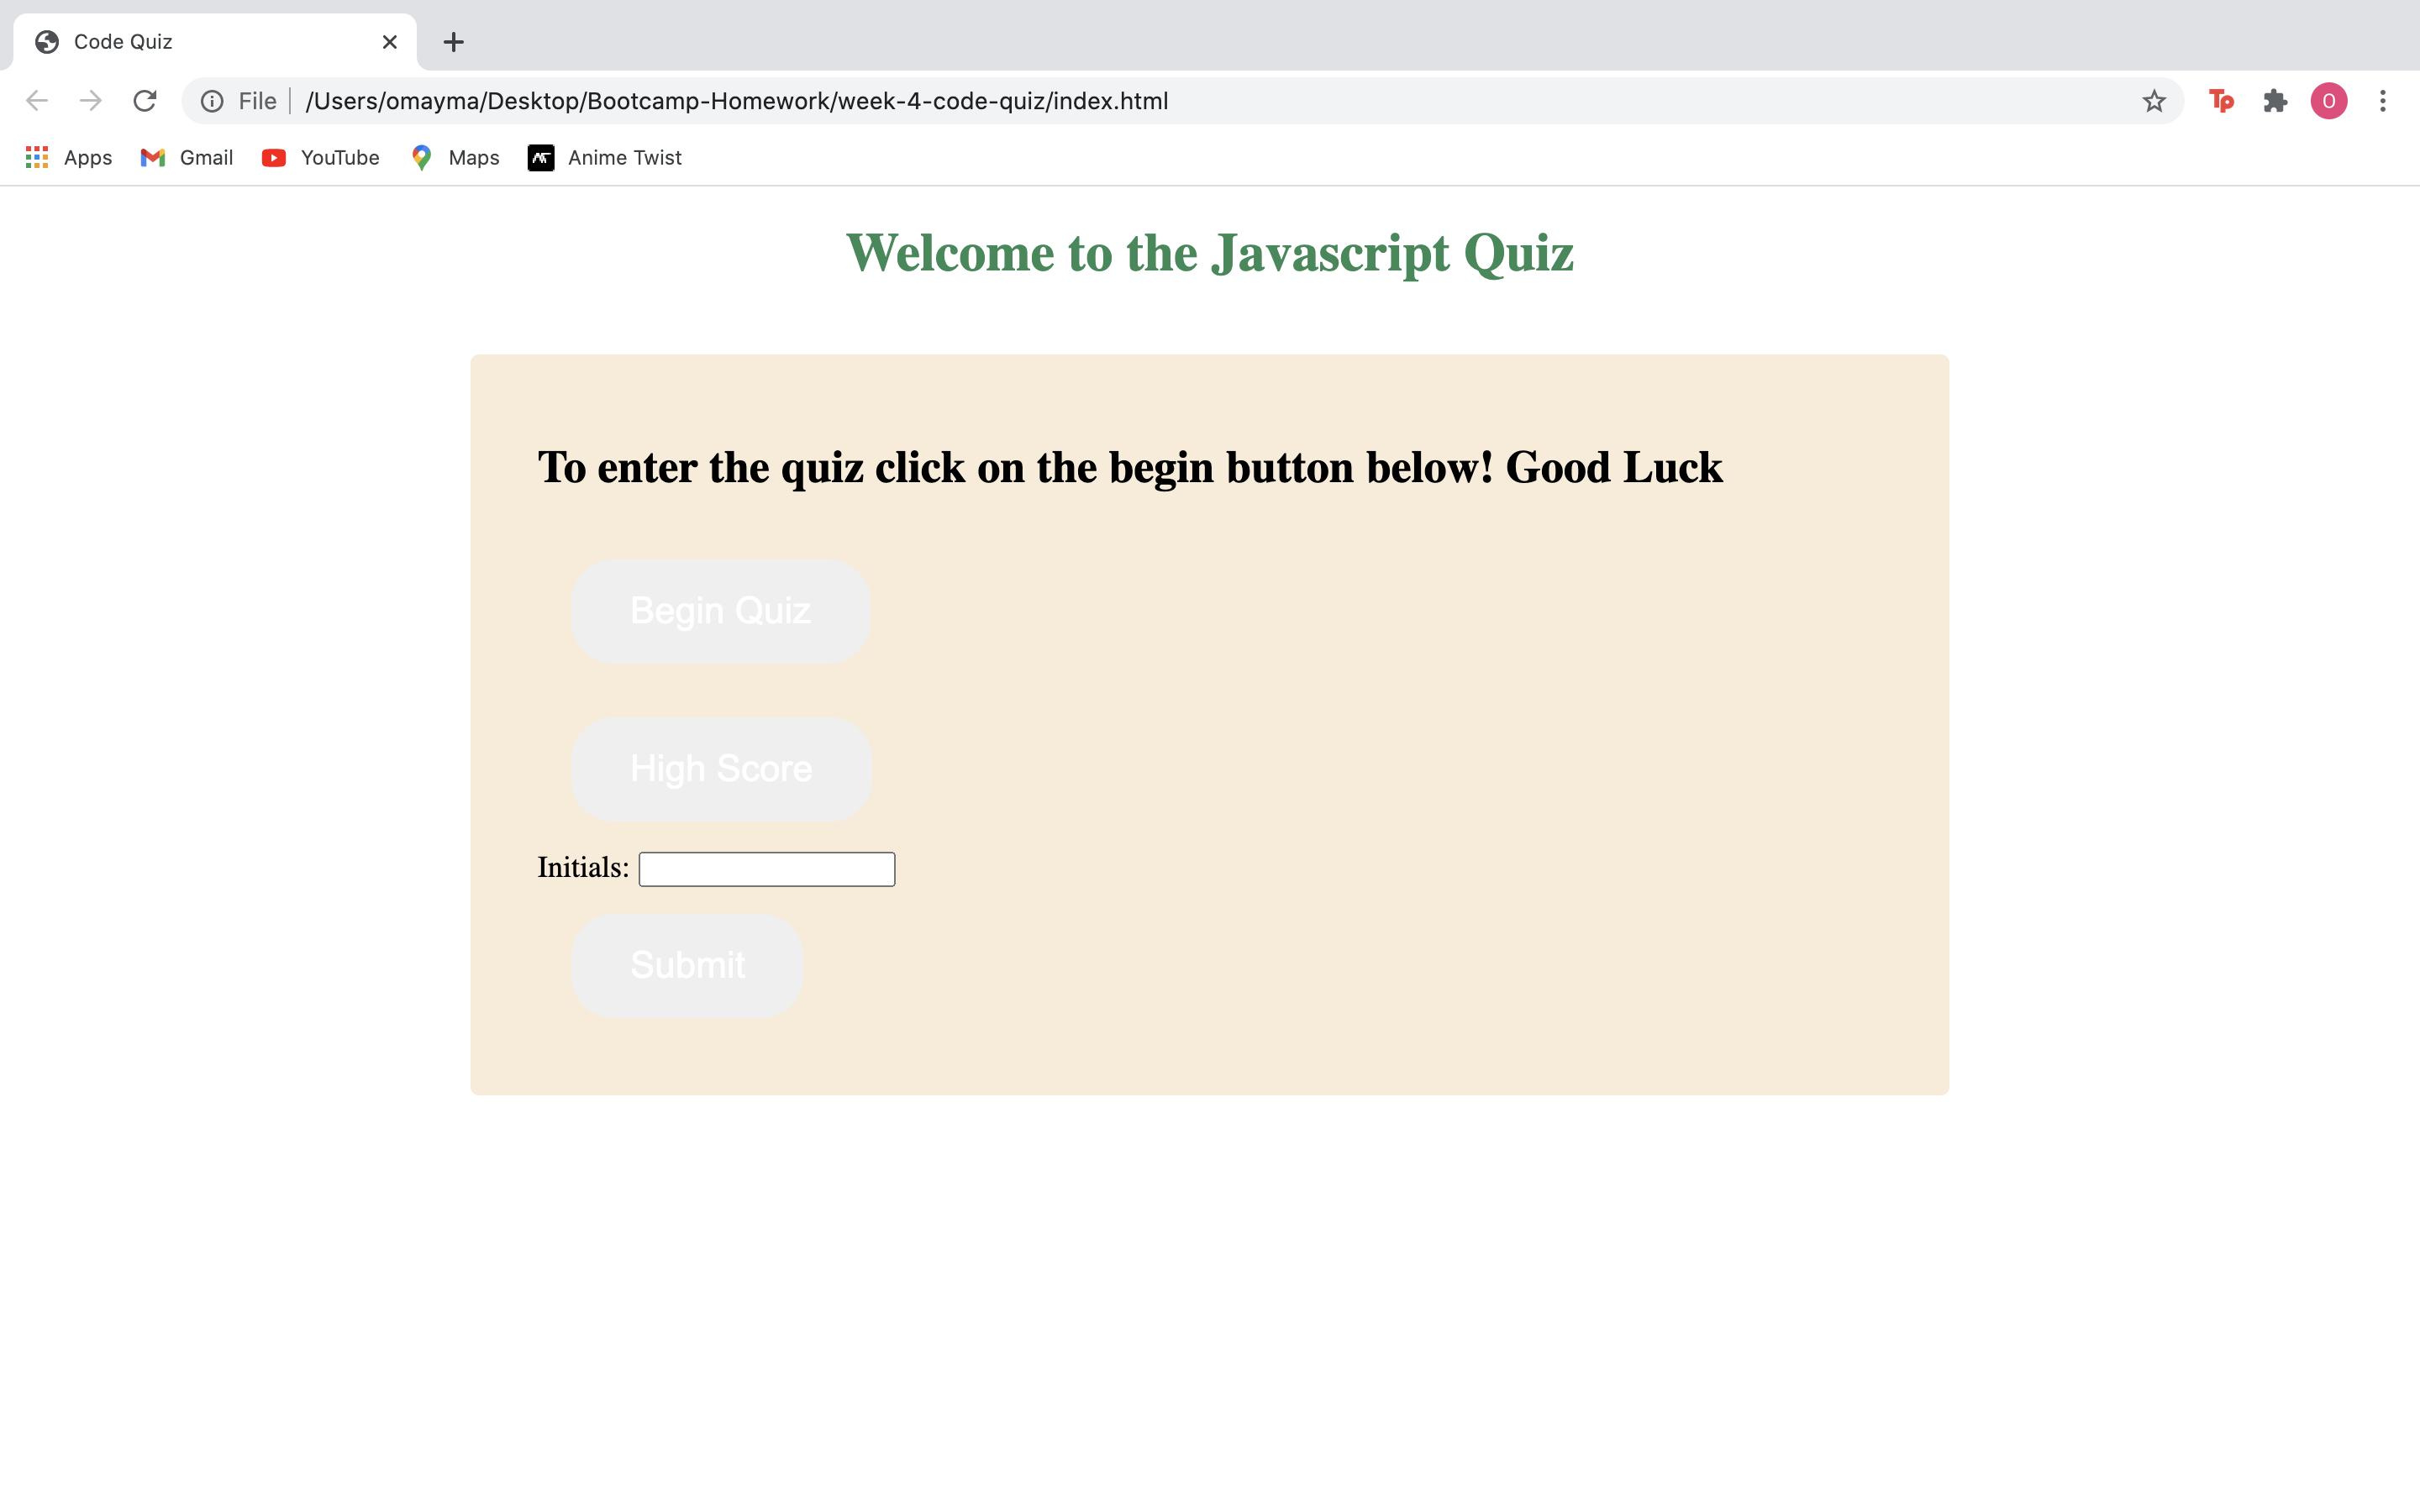 Code Quiz
File /Users/omayma/Desktop/Bootcamp-Homework/week-4-code-quiz/index.html Tp O
Apps Gmail YouTube Maps Anime Twist
Welcome to the Javascript Quiz
To enter the quiz click on the begin button below! Good Luck
Begin Quiz
High Score
Initials:
Submit